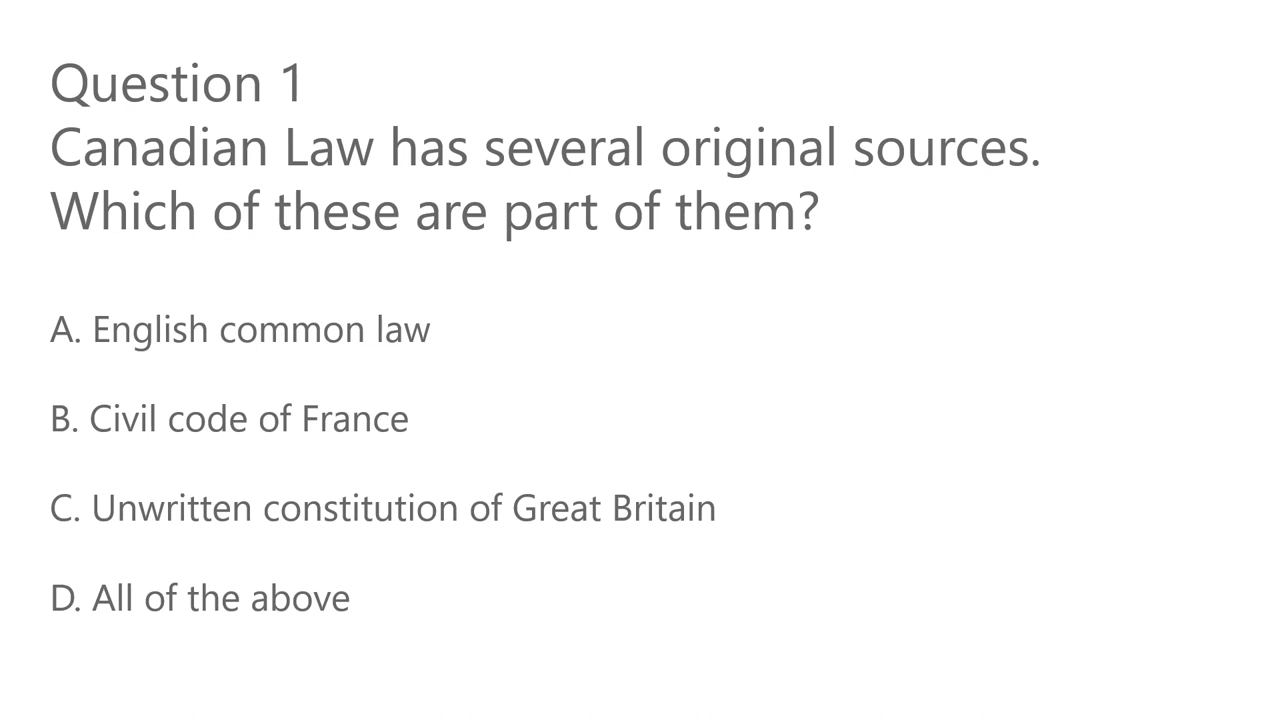 Question 1
Canadian Law has several original sources.
Which of these are part of them?
A. English common law
B. Civil code of France
C. Unwritten constitution of Great Britain
D. All of the above